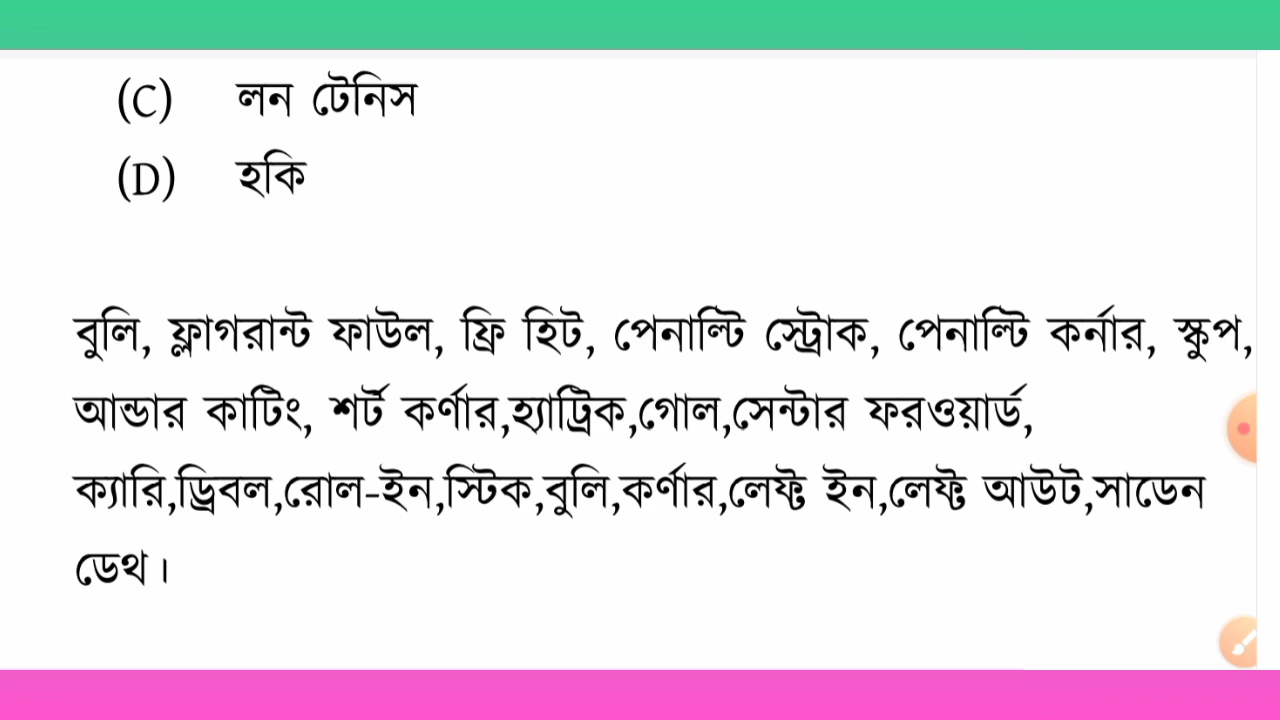 (C) লন টেনিস
(D) হকি
বুলি, ফ্লাগরান্ট ফাউল, ফ্রি হিট, পেনাল্টি স্ট্রোক, পেনাল্টি কর্নার, স্কুপ,
আন্ডার কাটিং, শর্ট কর্ণার,হ্যাট্রিক,গোল,সেন্টার ফরওয়ার্ড,
ক্যারি,ড্রিবল,রোল-ইন,স্টিক,বুলি,কর্ণার,লেফ্ট ইন,লেফ্ট আউট,সাডেন
ডেথ।